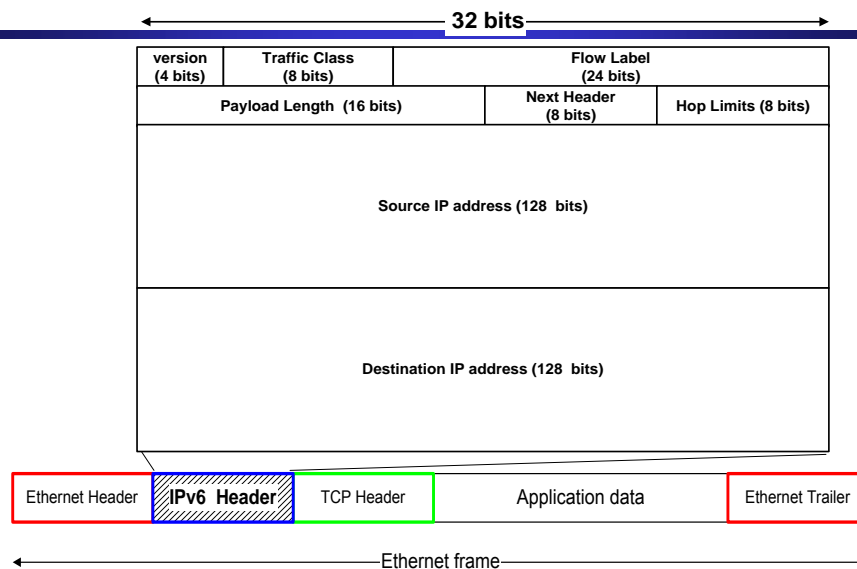 32 bits
version
(4 bits)
Traffic Class
(8 bits)
Flow Label
(24 bits)
Payload Length (16 bits)
Next Header
(8 bits)
Hop Limits (8 bits)
Source IP address (128 bits)
Destination IP address (128 bits)
Ethernet Header
IPv6 Header
TCP Header
Application data
Ethernet Trailer
Ethernet frame